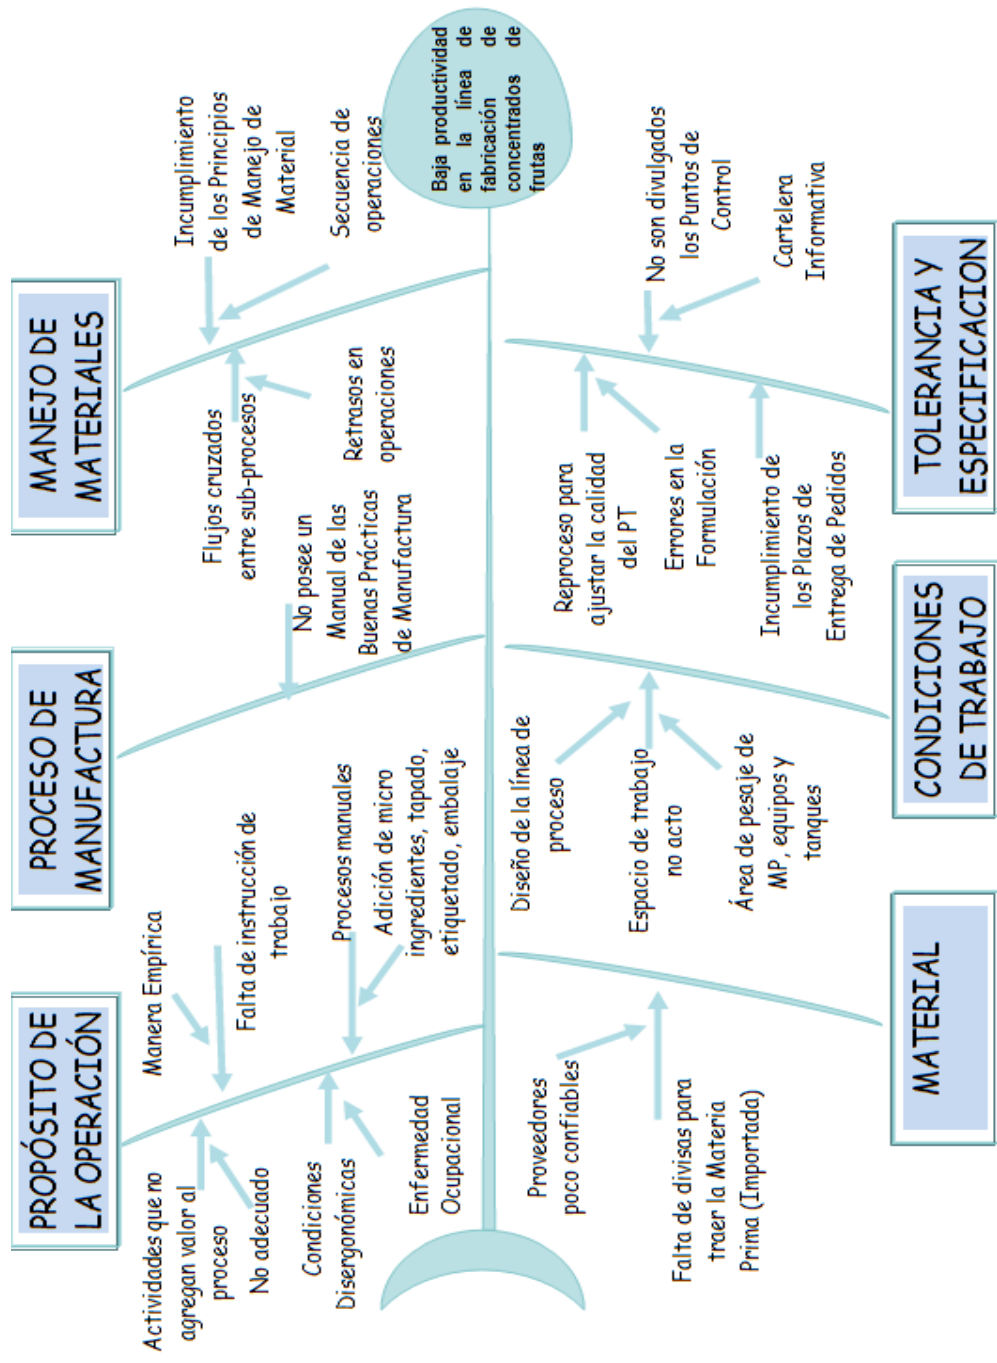 PROPÓSITO DE
LA OPERACIÓN
PROCESO DE
MANUFACTURA
MANEJO DE
MATERIALES
Actividades que no
agregan valor al
proceso
No adecuado
Manera Empírica
Falta de instrucción de
trabajo
Condiciones
Disergonómicas
Enfermedad
Ocupacional
Procesos manuales
Adición de micro
ingredientes, tapado,
etiquetado, embalaje
No posee un
Manual de las
Buenas Prácticas
de Manufactura
Flujos cruzados
entre sub-procesos
Retrasos en
operaciones
Incumplimiento
de los Principios
de Manejo de
Material
Secuencia de
operaciones
Baja productividad
en la línea de
fabricación de
concentrados de
frutas
Proveedores
poco confiables
Falta de divisas para
traer la Materia
Prima (Importada)
Diseño de la línea de
proceso
Espacio de trabajo
no acto
Área de pesaje de
MP, equipos y
tanques
Reproceso para
ajustar la calidad
del PT
Errores en la
Formulación
Incumplimiento de
los Plazos de
Entrega de Pedidos
No son divulgados
los Puntos de
Control
Cartelera
Informativa
MATERIAL
CONDICIONES
DE TRABAJO
TOLERANCIA Y
ESPECIFICACION